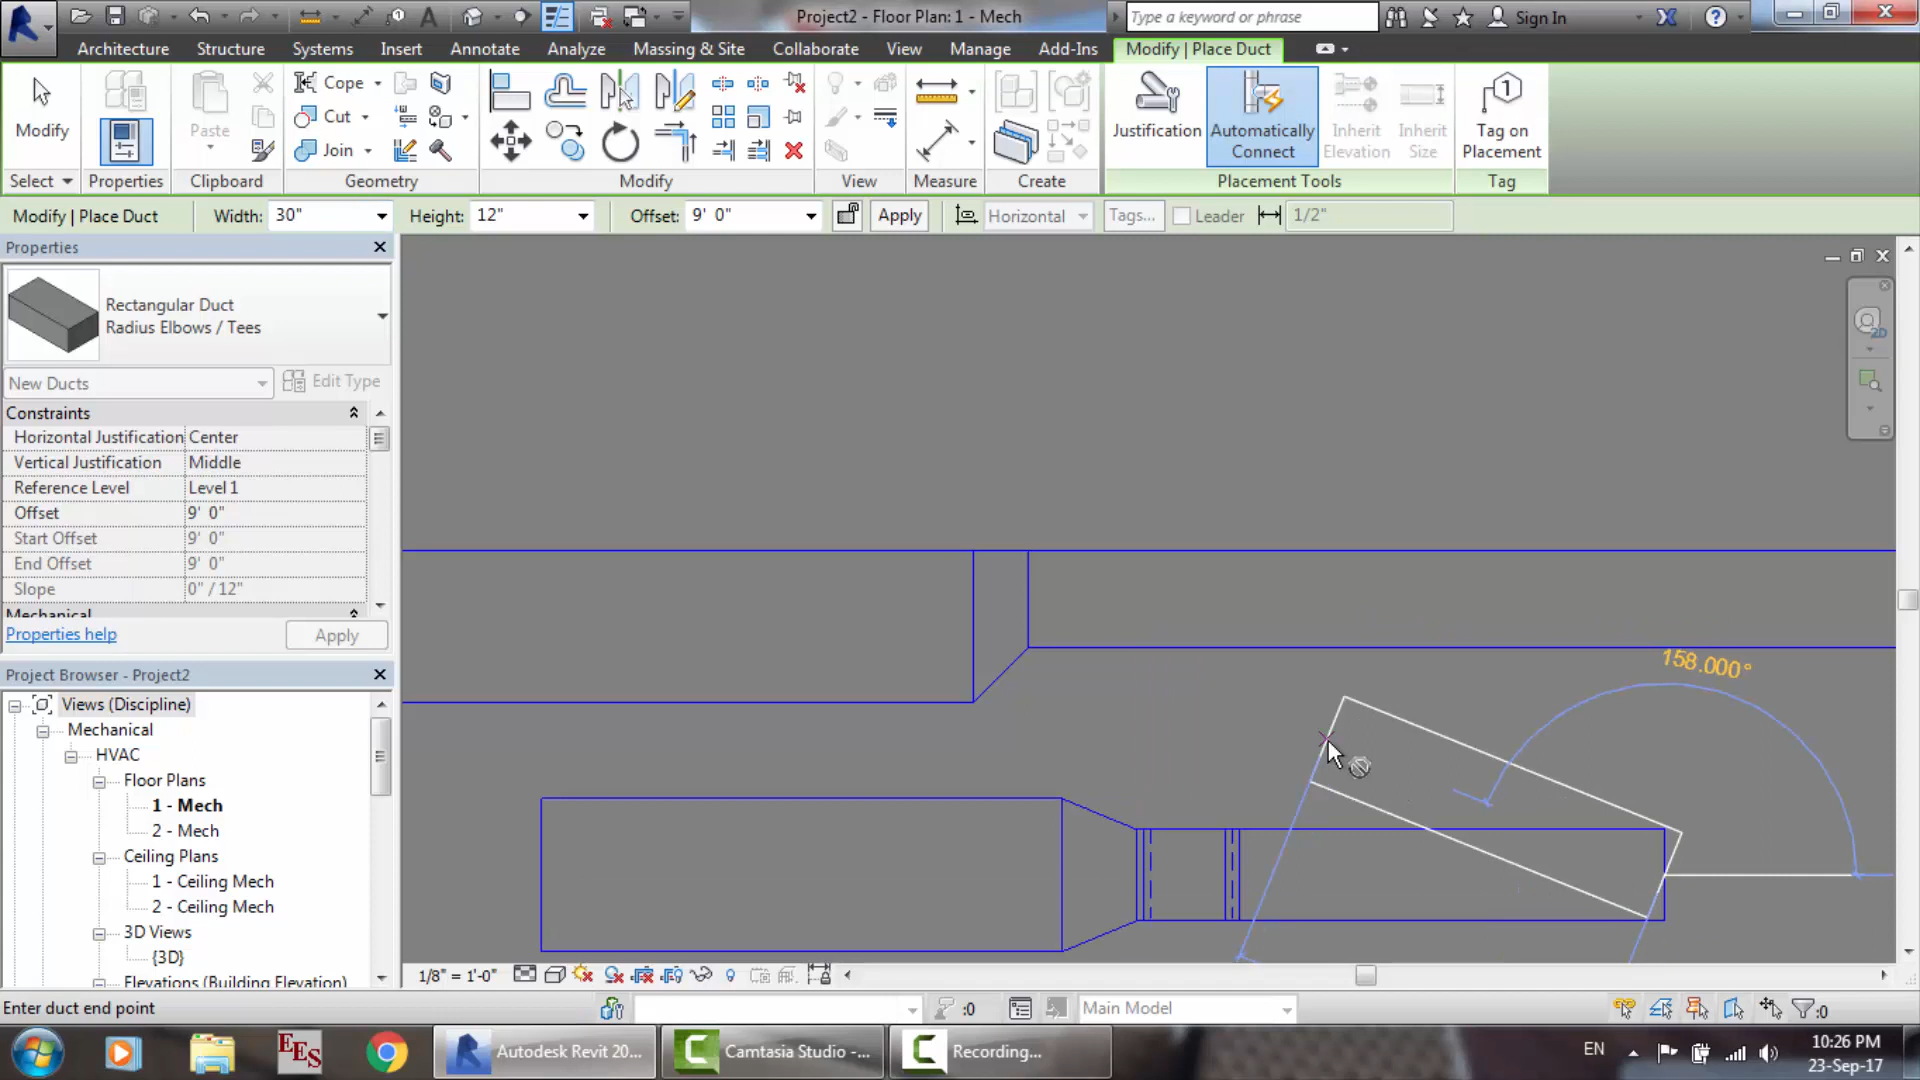 Project2 - Floor Plan: 1 - Mech
Type a keyword or phrase
Sign In
Architecture Structure Systems Insert Annotate Analyze Massing & Site Collaborate View Manage Add-Ins Modify | Place Duct
Modify
Paste
Cope
Cut
Join
Justification
Automatically Connect
Inherit Elevation
Inherit Size
Tag on Placement
Select Properties Clipboard Geometry Modify View Measure Create Placement Tools Tag
Modify | Place Duct Width: 30" Height: 12" Offset: 9' 0" Apply Horizontal Tags... Leader 1/2"
Properties
Rectangular Duct
Radius Elbows / Tees
New Ducts Edit Type
Constraints
Horizontal Justification Center
Vertical Justification Middle
Reference Level Level 1
Offset 9' 0"
Start Offset 9' 0"
End Offset 9' 0"
Slope 0" / 12"
Mechanical
Properties help Apply
Project Browser - Project2
Views (Discipline)
Mechanical
HVAC
Floor Plans
1 - Mech
2 - Mech
Ceiling Plans
1 - Ceiling Mech
2 - Ceiling Mech
3D Views
{3D}
Elevations (Building Elevation)
2D
158.000°
1/8" = 1'-0"
Enter duct end point :0 Main Model :0
EES
Autodesk Revit 20...
Camtasia Studio -...
Recording...
EN
10:26 PM
23-Sep-17